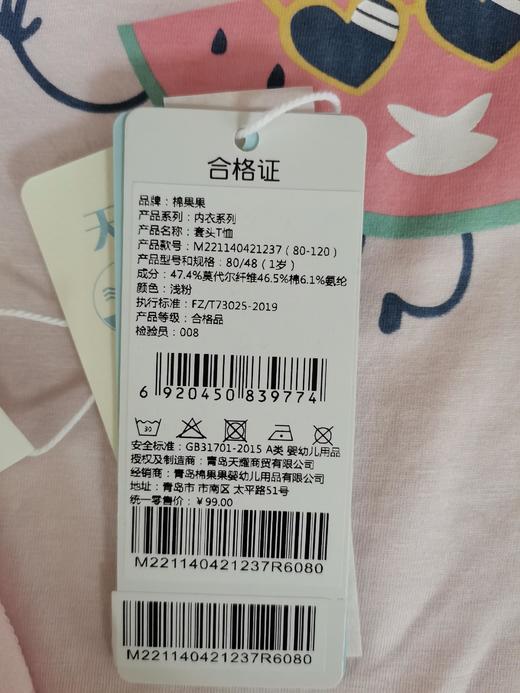 合格证
品牌：棉果果
产品系列：内衣系列
产品名称：套头T恤
产品款号：M221140421237（80-120）
产品型号和规格：80/48（1岁）
成分：47.4%莫代尔纤维46.5%棉6.1%氨纶
颜色：浅粉
执行标准：FZ/T73025-2019
产品等级：合格品
检验员：008
6 920450 839774
30
安全标准：GB31701-2015 A类 婴幼儿用品
授权及制造商：青岛天耀商贸有限公司
经销商：青岛棉果果婴幼儿用品有限公司
地址：青岛市 市南区 太平路51号
统一零售价：￥99.00
M221140421237R6080
M221140421237R6080
天